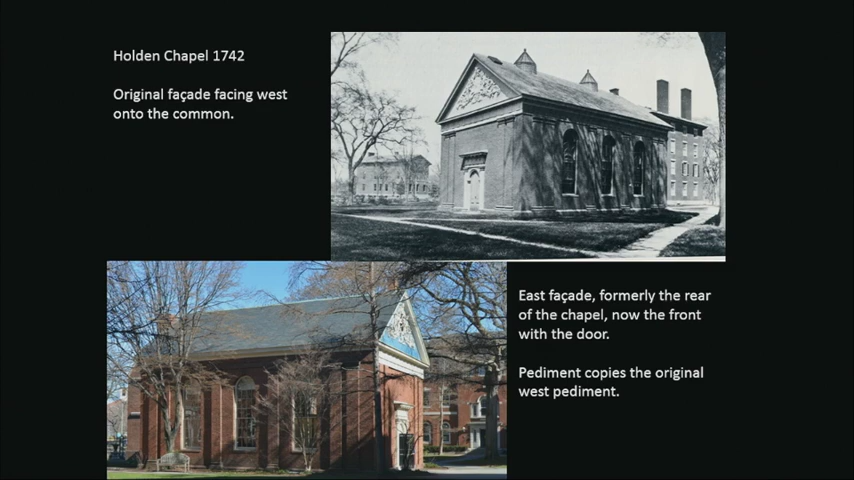 Holden Chapel 1742
Original façade facing west
onto the common.
East façade, formerly the rear
of the chapel, now the front
with the door.
Pediment copies the original
west pediment.